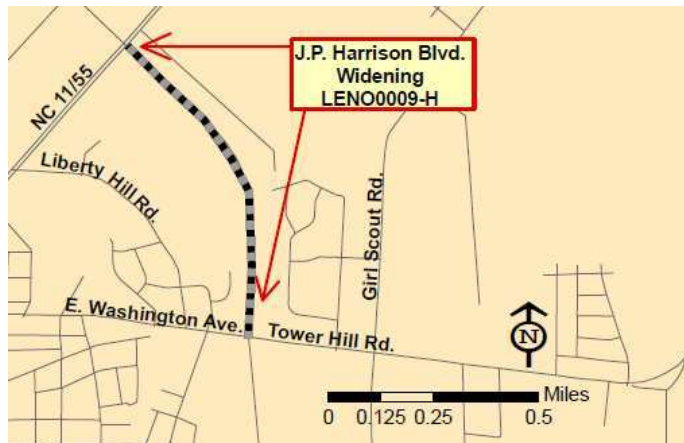 J.P. Harrison Blvd.
Widening
LENO0009-H
NC 11/55
Liberty Hill Rd.
Girl Scout Rd.
E. Washington Ave.
Tower Hill Rd.
N
Miles
0 0.125 0.25 0.5